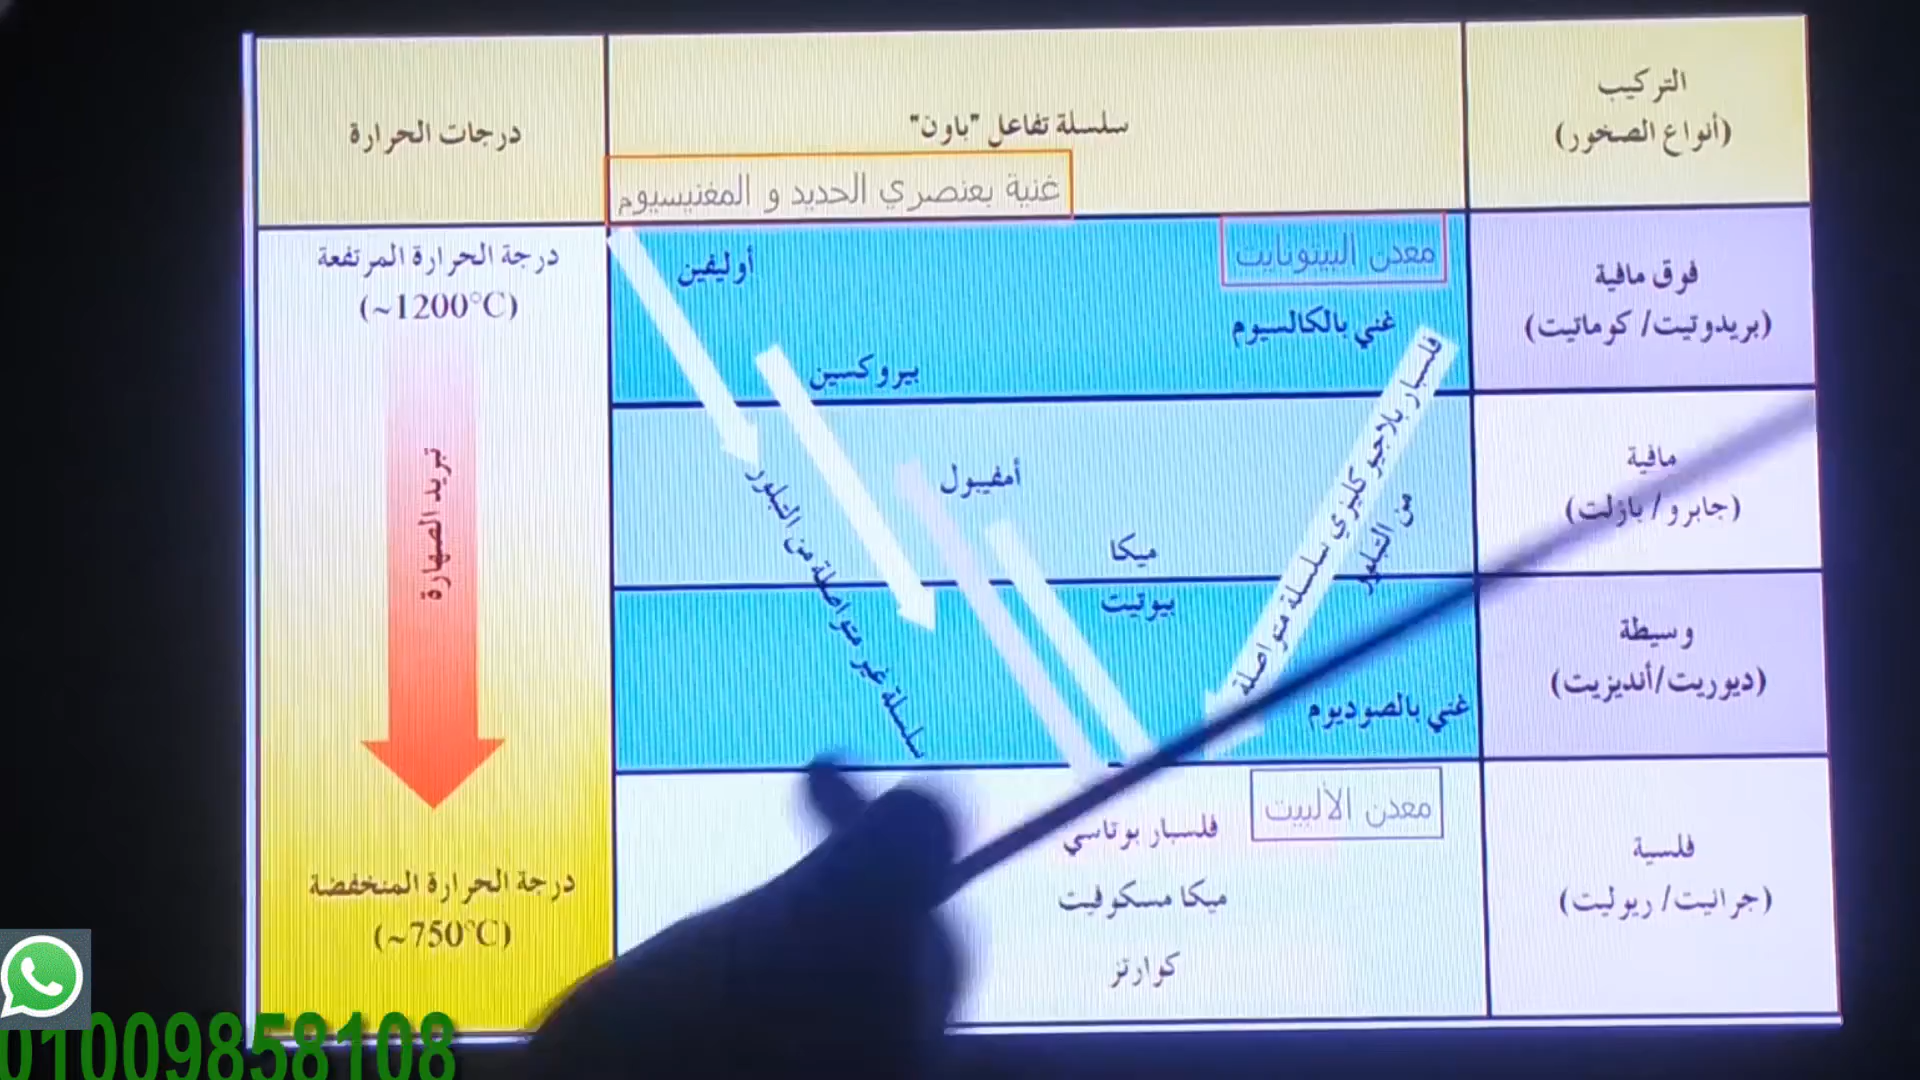 التركيب
(أنواع الصخور)
سلسلة تفاعل "باون"
درجات الحرارة
غنية بعنصري الحديد و المغنيسيوم
فوق مافية
(بريدوتيت/ كوماتيت)
معدن البيتونايت
غني بالكالسيوم
أوليفين
بيروكسين
درجة الحرارة المرتفعة
(~1200°C)
مافية
(جابرو/ بازلت)
فلسبار بلاجيوكليزي سلسلة متواصلة
من التبلور
أمفيبول
ميكا
بيوتيت
سلسلة غير متواصلة من التبلور
تبريد الصهارة
وسيطة
(ديوريت/أنديزيت)
غني بالصوديوم
فلسية
(جرانيت/ ريوليت)
معدن الألبيت
فلسبار بوتاسي
ميكا مسكوفيت
كوارتز
درجة الحرارة المنخفضة
(~750°C)
01009858108